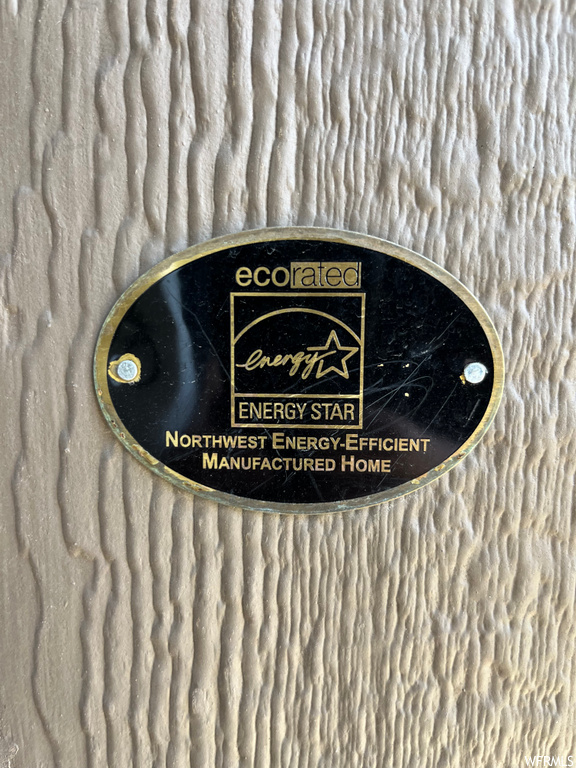 ecorated
energy
ENERGY STAR
NORTHWEST ENERGY-EFFICIENT
MANUFACTURED HOME
WFRMLS